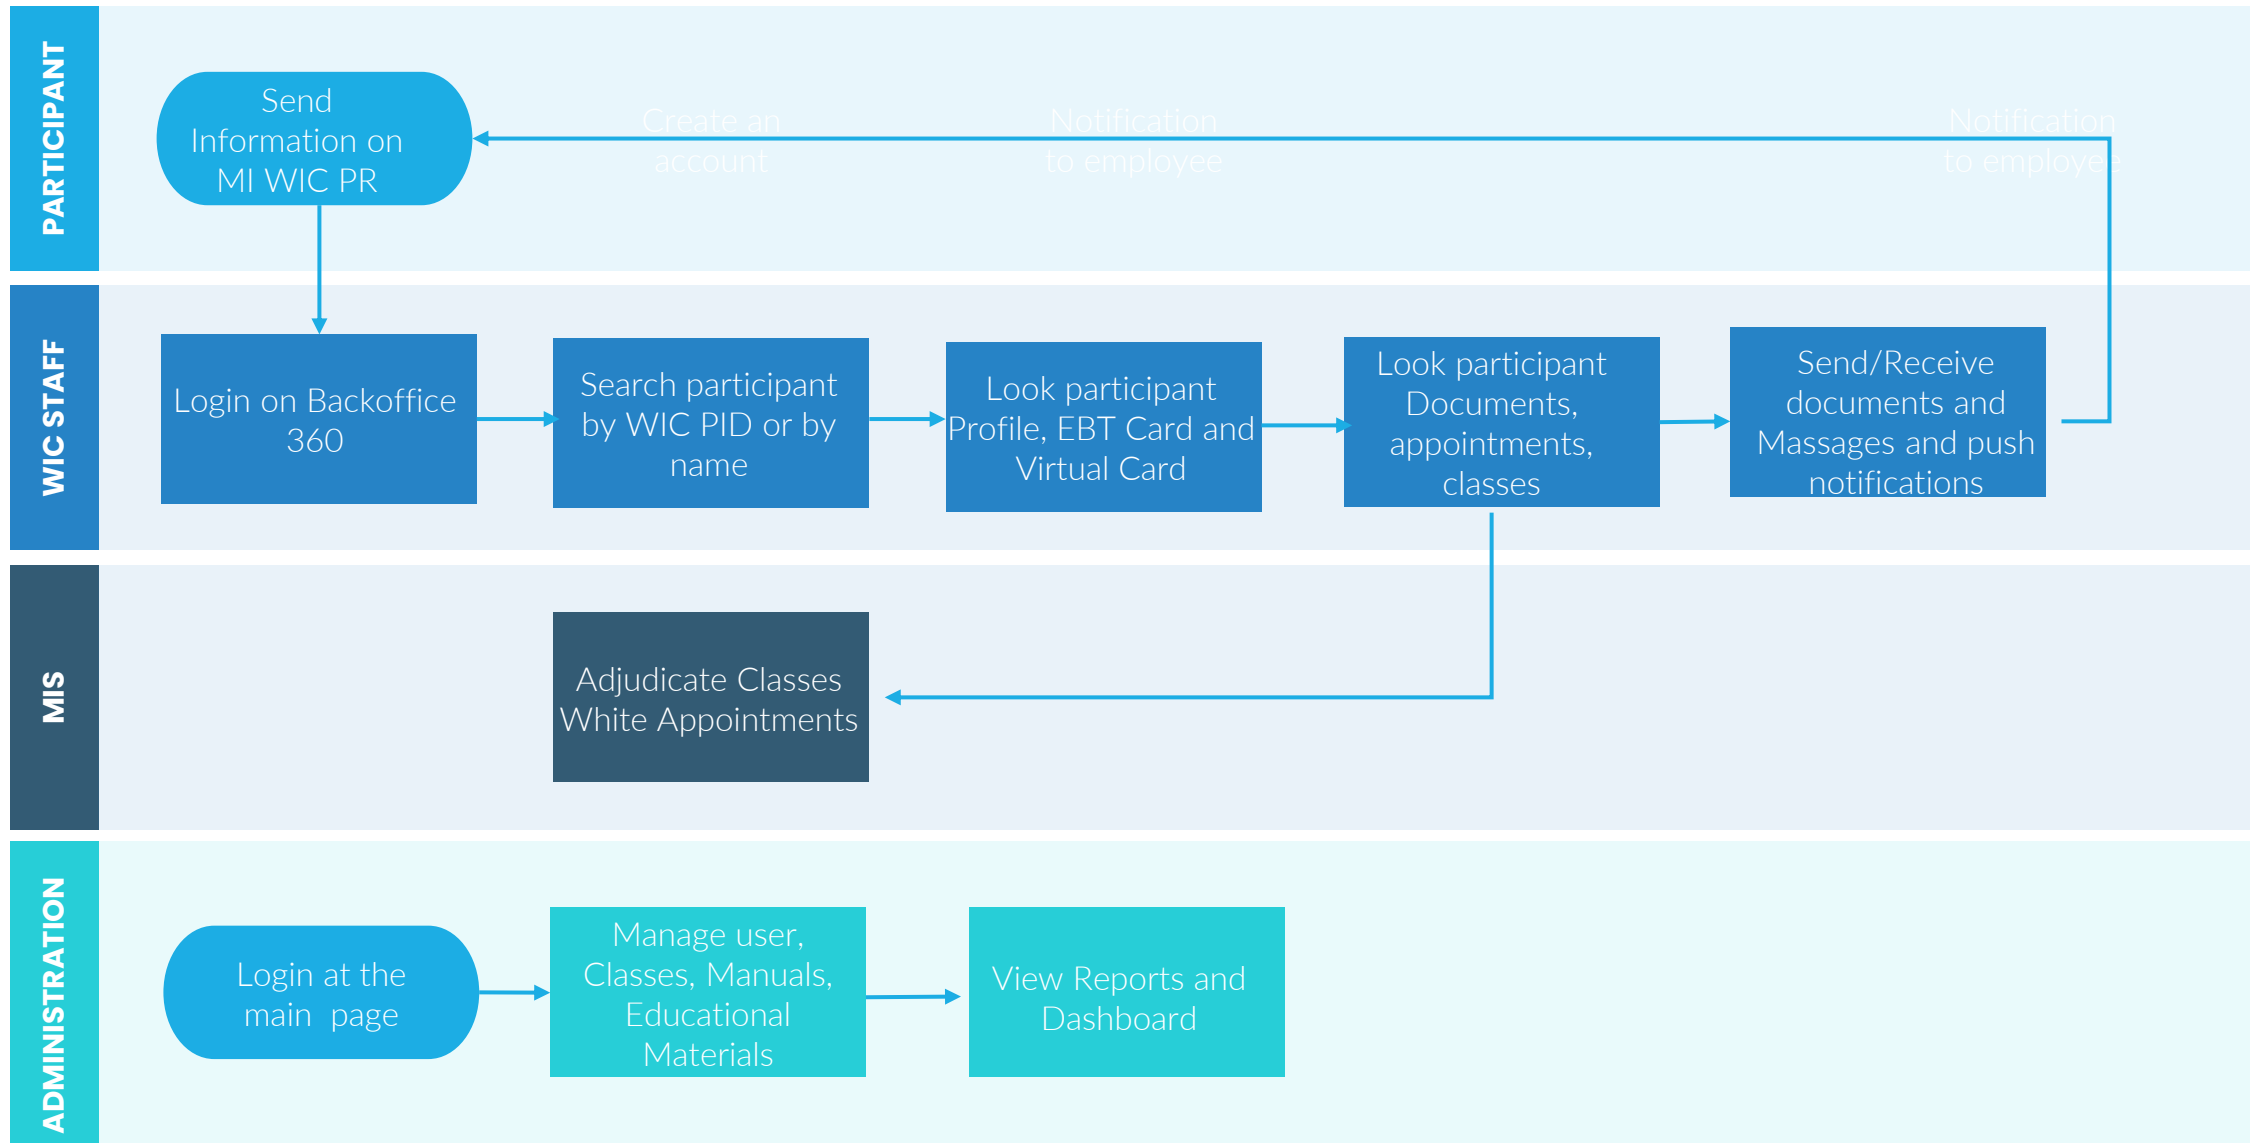 PARTICIPANT
Send
Information on
MI WIC PR
Create an
account
Notification
to employee
Notification
to employee
WIC STAFF
Login on Backoffice
360
Search participant
by WIC PID or by
name
Look participant
Profile, EBT Card and
Virtual Card
Look participant
Documents,
appointments,
classes
Send/Receive
documents and
Massages and push
notifications
MIS
Adjudicate Classes
White Appointments
ADMINISTRATION
Login at the
main  page
Manage user,
Classes, Manuals,
Educational
Materials
View Reports and
Dashboard